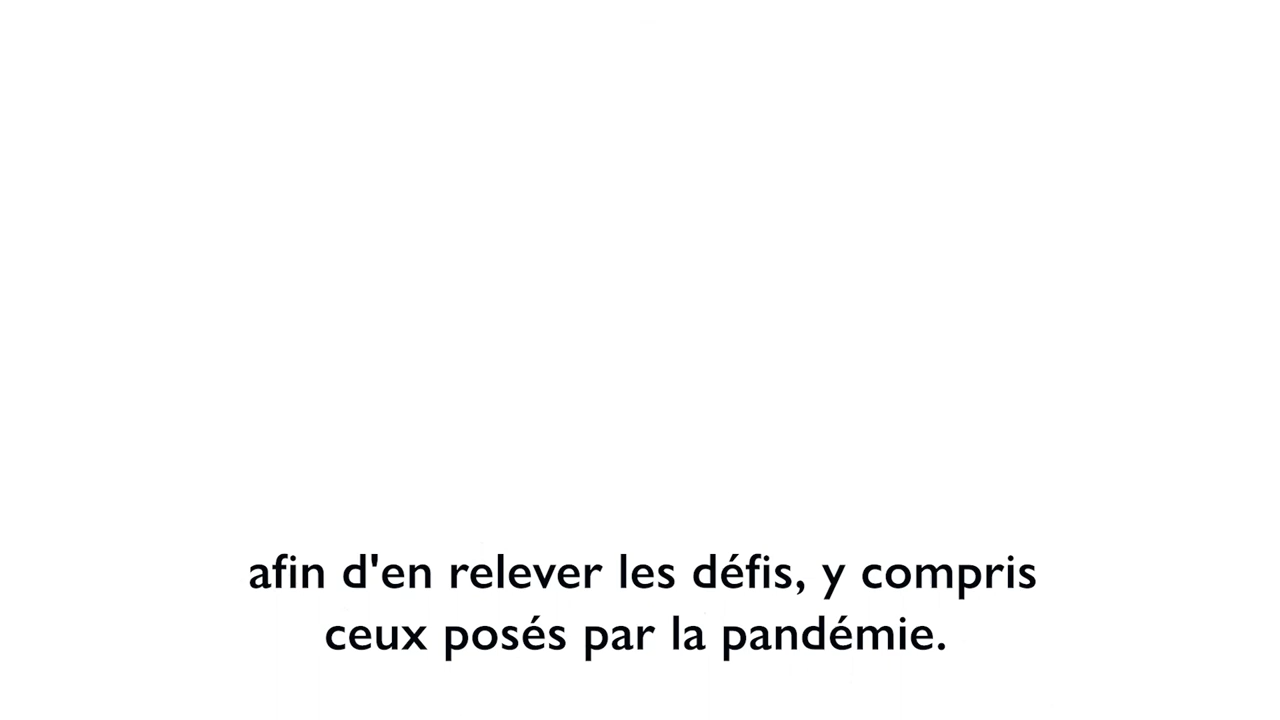 afin d'en relever les défis, y compris
ceux posés par la pandémie.